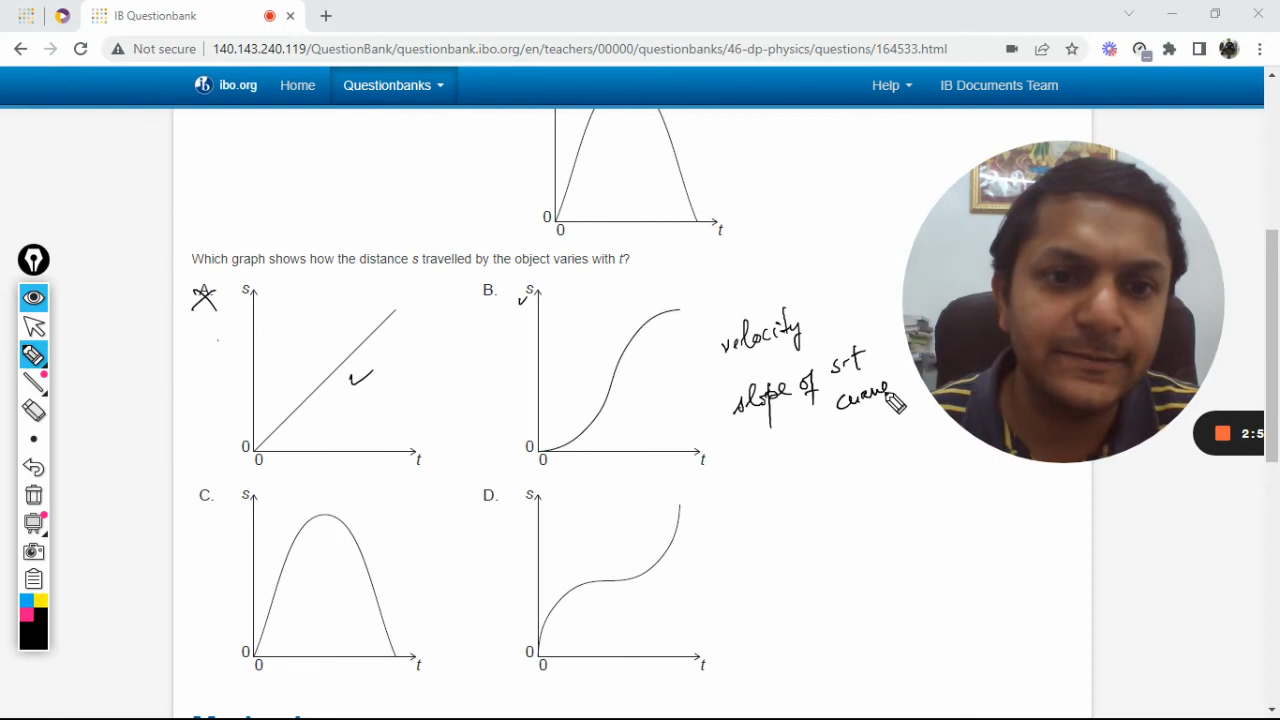 IB Questionbank
Not secure 140.143.240.119/QuestionBank/questionbank.ibo.org/en/teachers/00000/questionbanks/46-dp-physics/questions/164533.html
ibo.org Home Questionbanks Help IB Documents Team
0
0 t
Which graph shows how the distance s travelled by the object varies with t?
A s
0
0 t
B. s
0
0 t
velocity
slope of s-t
curve
C. s
0
0 t
D. s
0
0 t
2:5